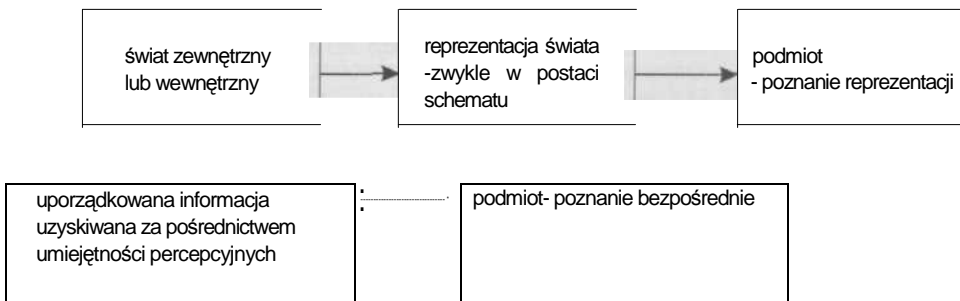 świat zewnętrzny
lub wewnętrzny
reprezentacja świata
-zwykle w postaci
schematu
podmiot
- poznanie reprezentacji
uporządkowana informacja
uzyskiwana za pośrednictwem
umiejętności percepcyjnych
podmiot- poznanie bezpośrednie